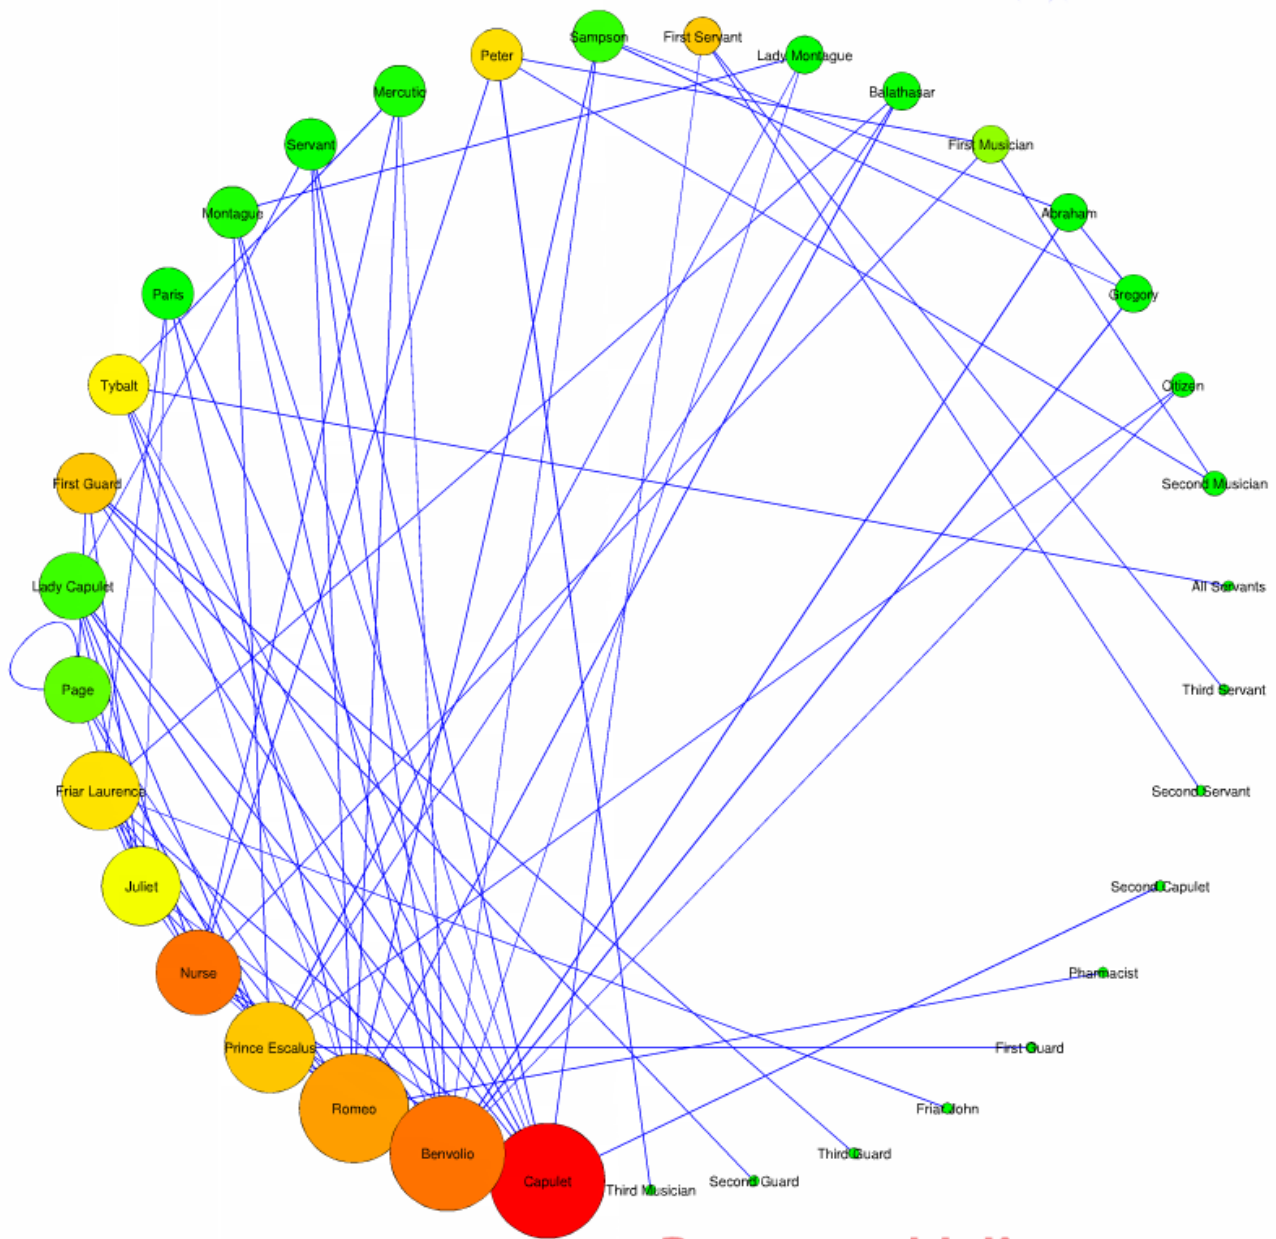 Sampson
First Servant
Peter
Lady Montague
Mercutio
Balathasar
Servant
First Musician
Montague
Abraham
Paris
Gregory
Tybalt
Citizen
First Guard
Second Musician
Lady Capulet
All Servants
Page
Third Servant
Friar Laurence
Second Servant
Juliet
Second Capulet
Nurse
Pharmacist
Prince Escalus
First Guard
Romeo
Friar John
Benvolio
Third Guard
Capulet
Second Guard
Third Musician